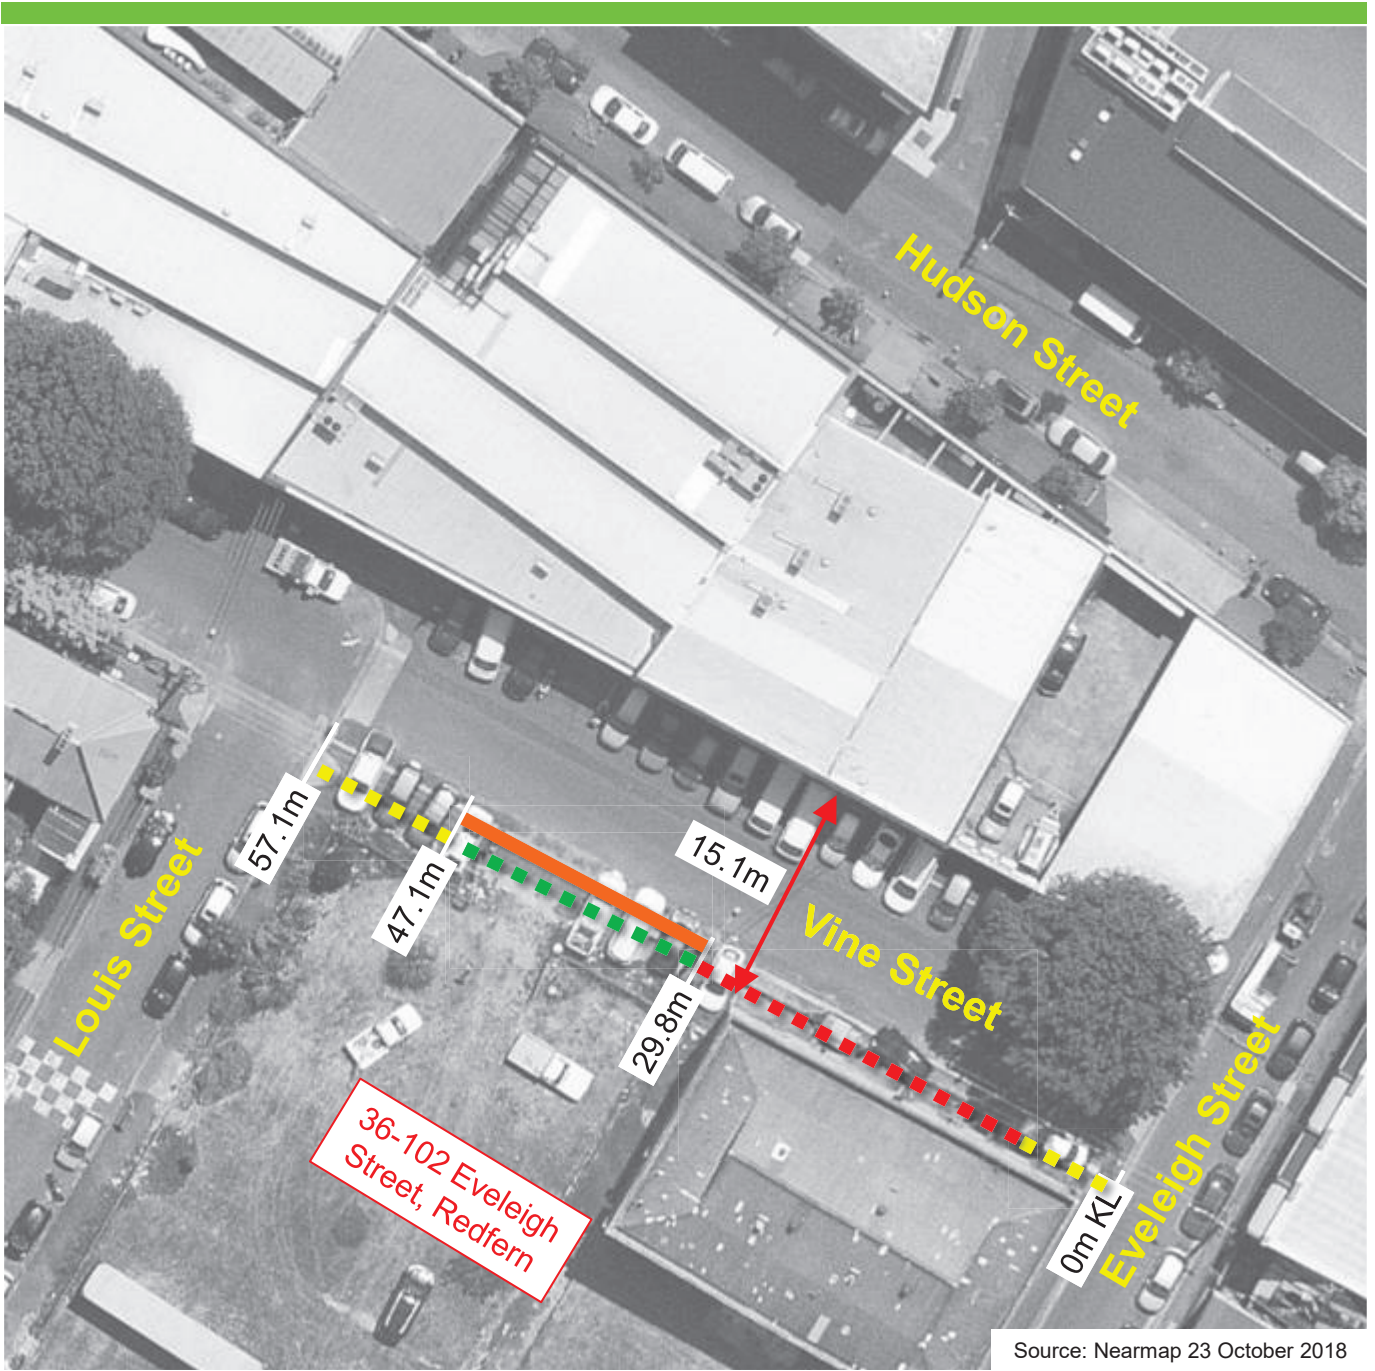 Hudson Street
57.1m
47.1m
15.1m
Vine Street
Louis Street
29.8m
36-102 Eveleigh
Street, Redfern
0m KL
Eveleigh Street
Source: Nearmap 23 October 2018